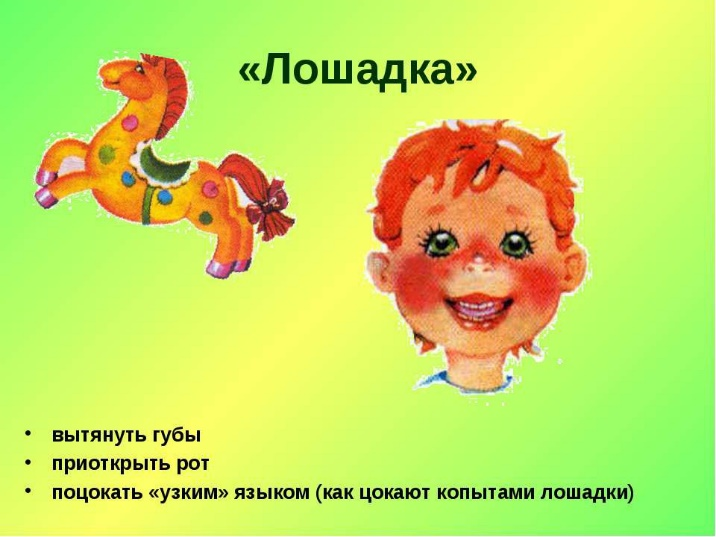 «Лошадка»
• вытянуть губы
• приоткрыть рот
• поцокать «узким» языком (как цокают копытами лошадки)